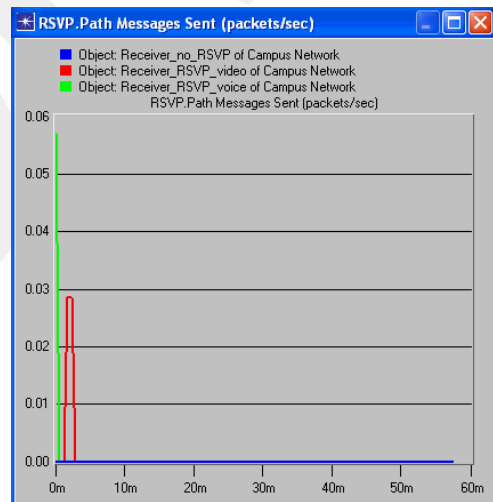 RSVP.Path Messages Sent (packets/sec)
Object: Receiver_no_RSVP of Campus Network
Object: Receiver_RSVP_video of Campus Network
Object: Receiver_RSVP_voice of Campus Network
RSVP.Path Messages Sent (packets/sec)
0.06
0.05
0.04
0.03
0.02
0.01
0.00
0m 10m 20m 30m 40m 50m 60m